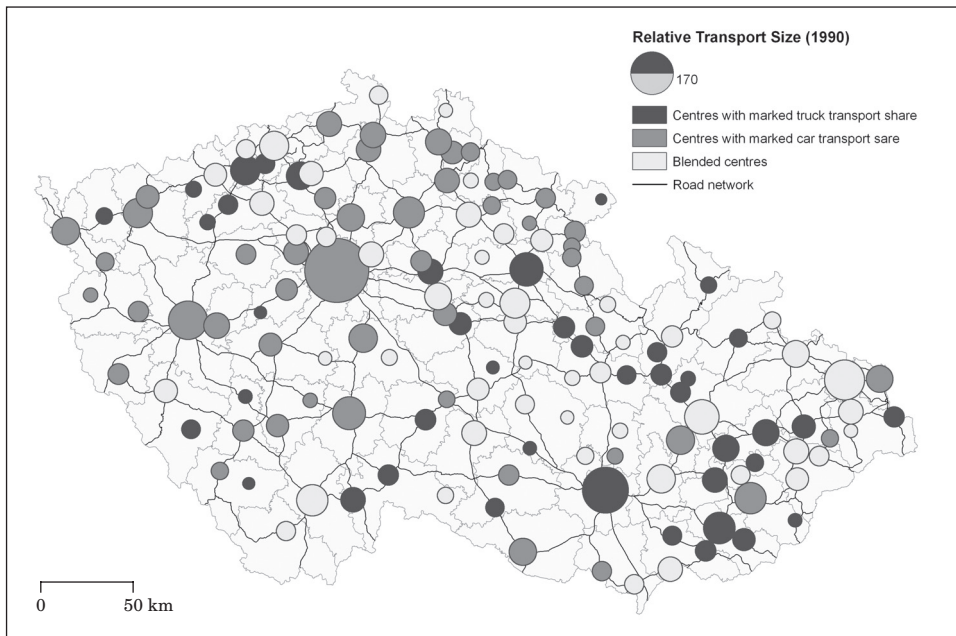 Relative Transport Size (1990)
170
Centres with marked truck transport share
Centres with marked car transport sare
Blended centres
Road network
0 50 km